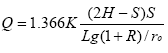 Q = 1.366K (2H − S)S / Lg(1 + R)/r₀